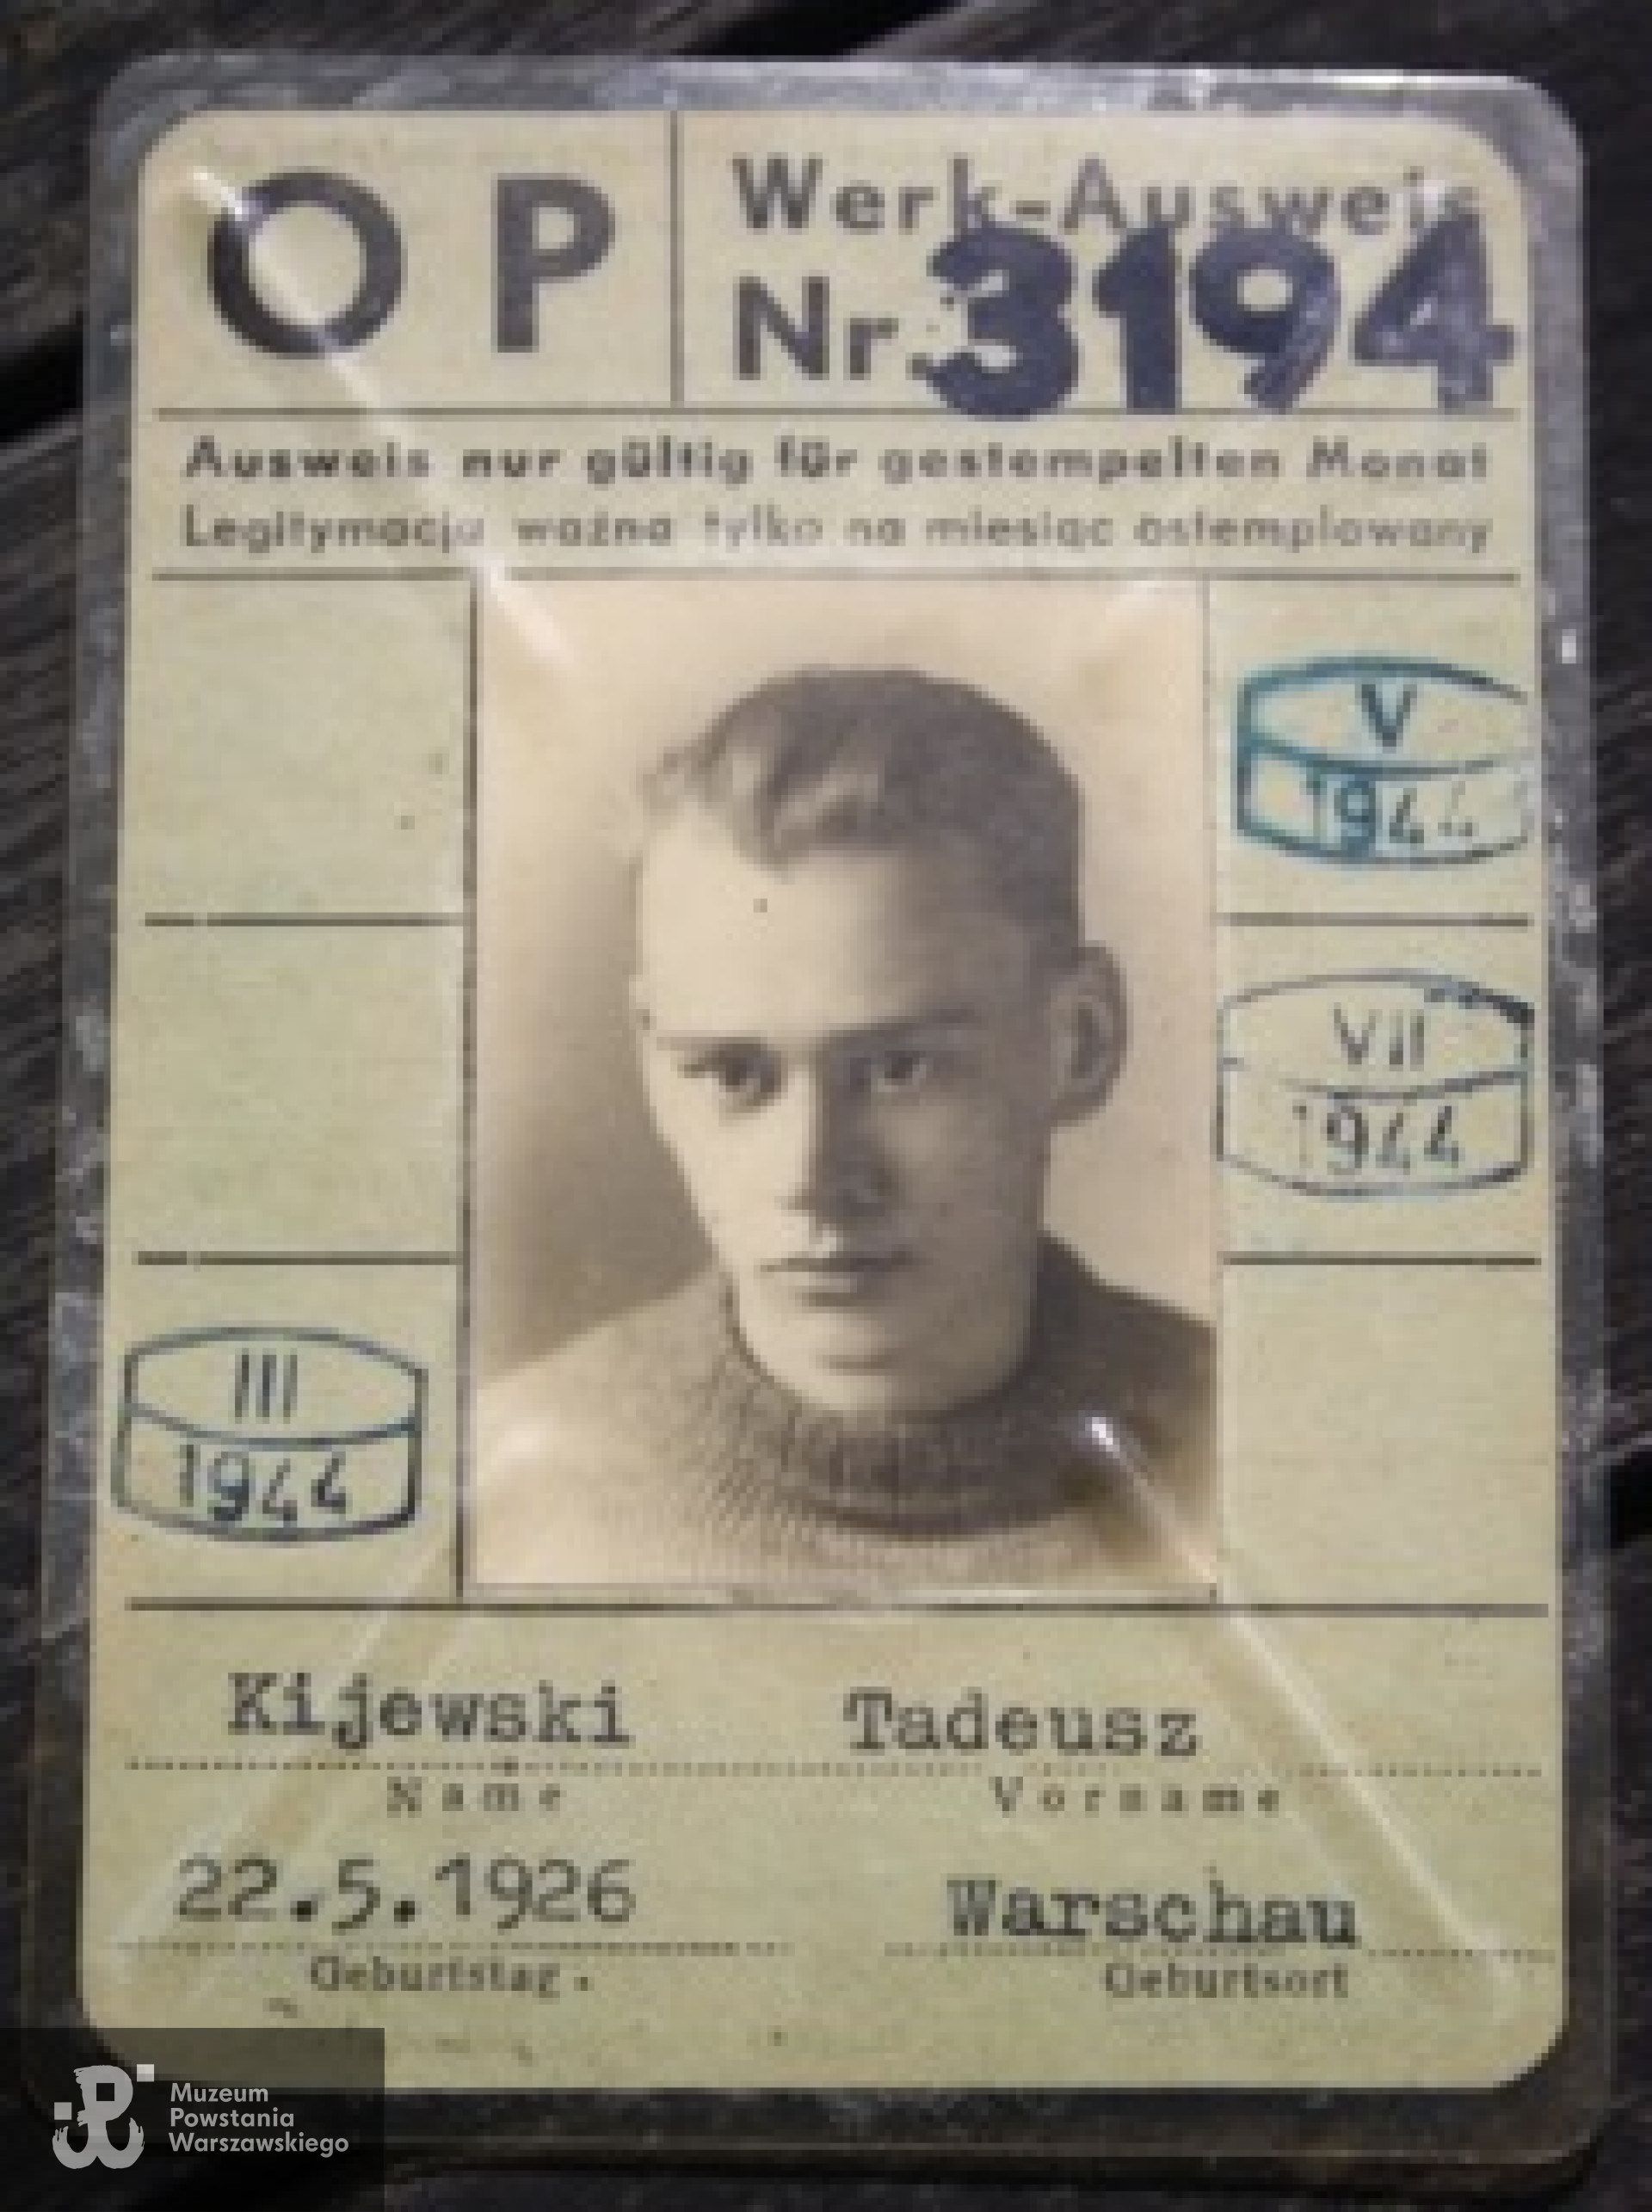 O P
Werk-Ausweis
Nr. 3194
Ausweis nur gültig für gestempelten Monat
Legitymacja ważna tylko na miesiąc ostemplowany
V
1944
VII
1944
III
1944
Kijewski Tadeusz
Name Vorname
22.5.1926 Warschau
Geburtstag. Geburtsort
Muzeum
Powstania
Warszawskiego